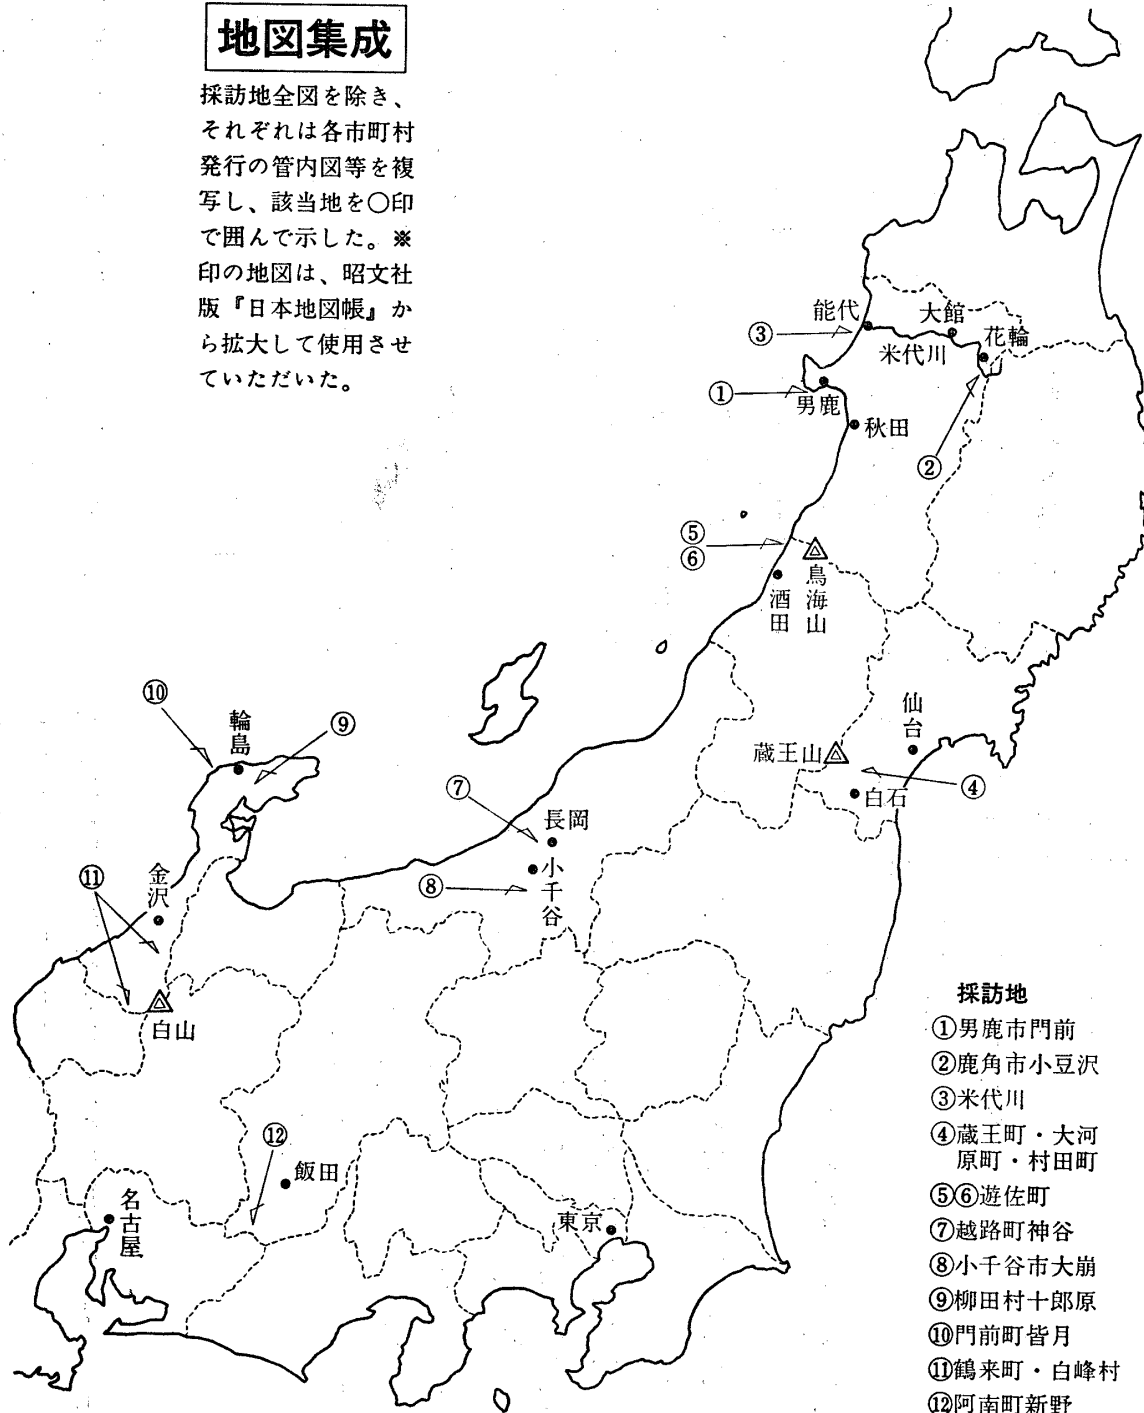 地図集成
採訪地全図を除き、
それぞれは各市町村
発行の管内図等を複
写し、該当地を〇印
で囲んで示した。※
印の地図は、昭文社
版『日本地図帳』か
ら拡大して使用させ
ていただいた。
能代
大館
花輪
③
米代川
①
男鹿
秋田
②
⑤
⑥
鳥海山
酒田
⑩
輪島
⑨
仙台
蔵王山
④
白石
⑦
長岡
小千谷
⑧
⑪
金沢
白山
⑫
飯田
名古屋
東京
採訪地
①男鹿市門前
②鹿角市小豆沢
③米代川
④蔵王町・大河
原町・村田町
⑤⑥遊佐町
⑦越路町神谷
⑧小千谷市大崩
⑨柳田村十郎原
⑩門前町皆月
⑪鶴来町・白峰村
⑫阿南町新野